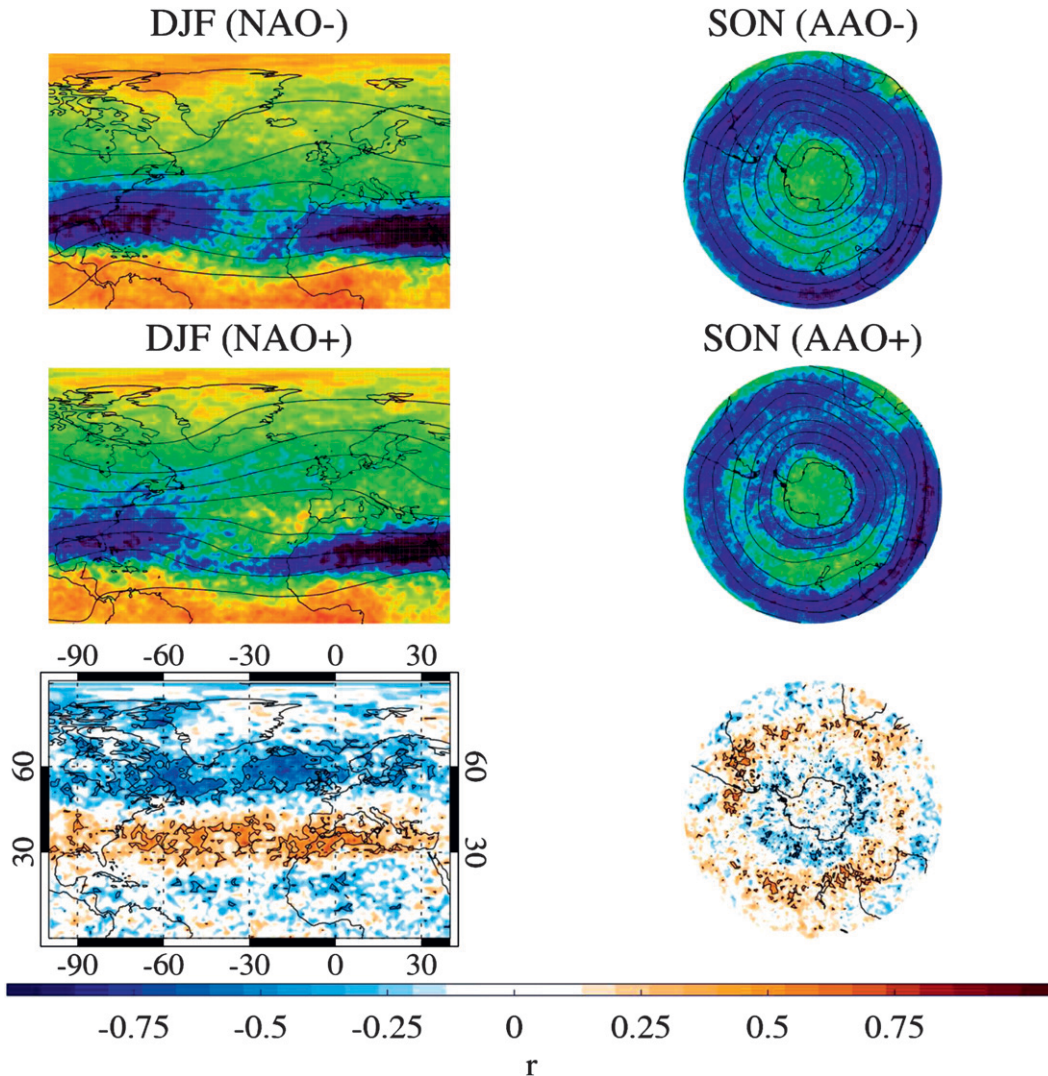 DJF (NAO-)
SON (AAO-)
DJF (NAO+)
SON (AAO+)
-90 -60 -30 0 30
60 60
30 30
-90 -60 -30 0 30
-0.75 -0.5 -0.25 0 0.25 0.5 0.75
r